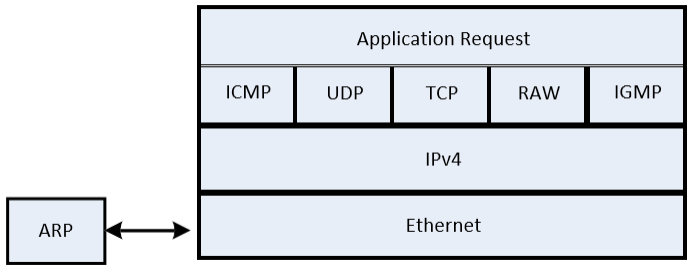 Application Request
ICMP UDP TCP RAW IGMP
IPv4
ARP Ethernet